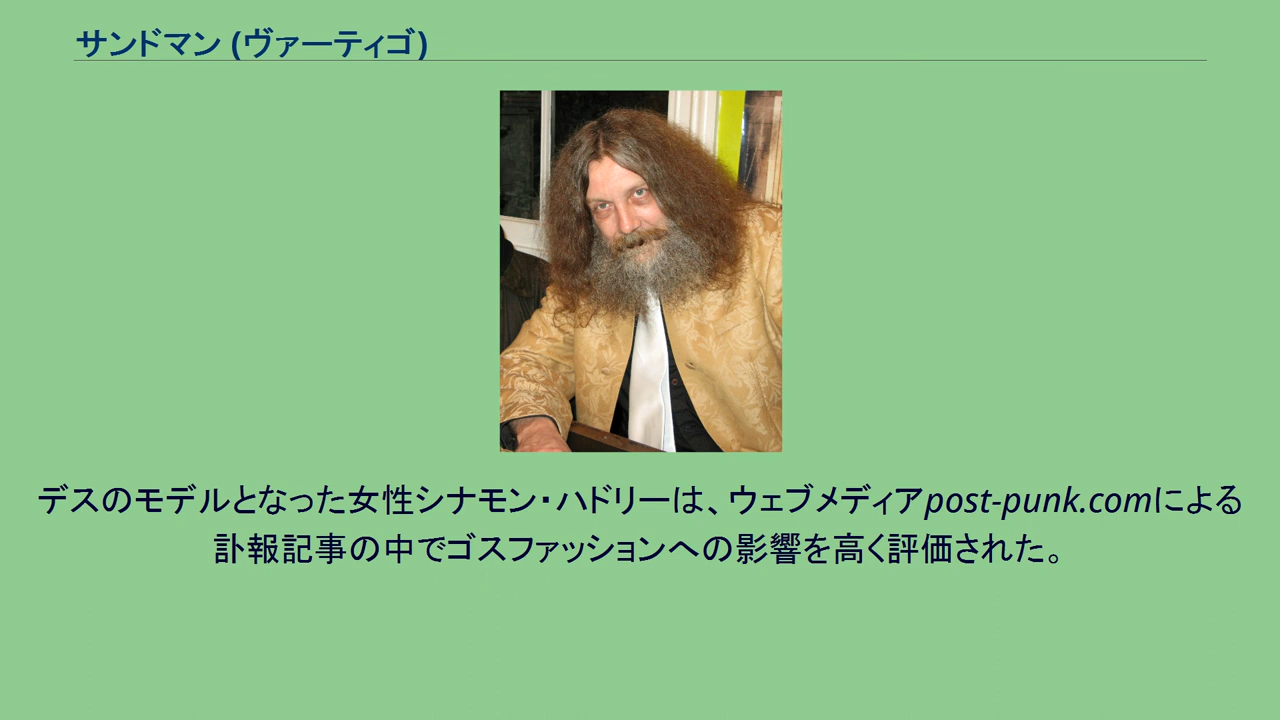 サンドマン (ヴァーティゴ)
デスのモデルとなった女性シナモン・ハドリーは、ウェブメディアpost-punk.comによる
訃報記事の中でゴスファッションへの影響を高く評価された。